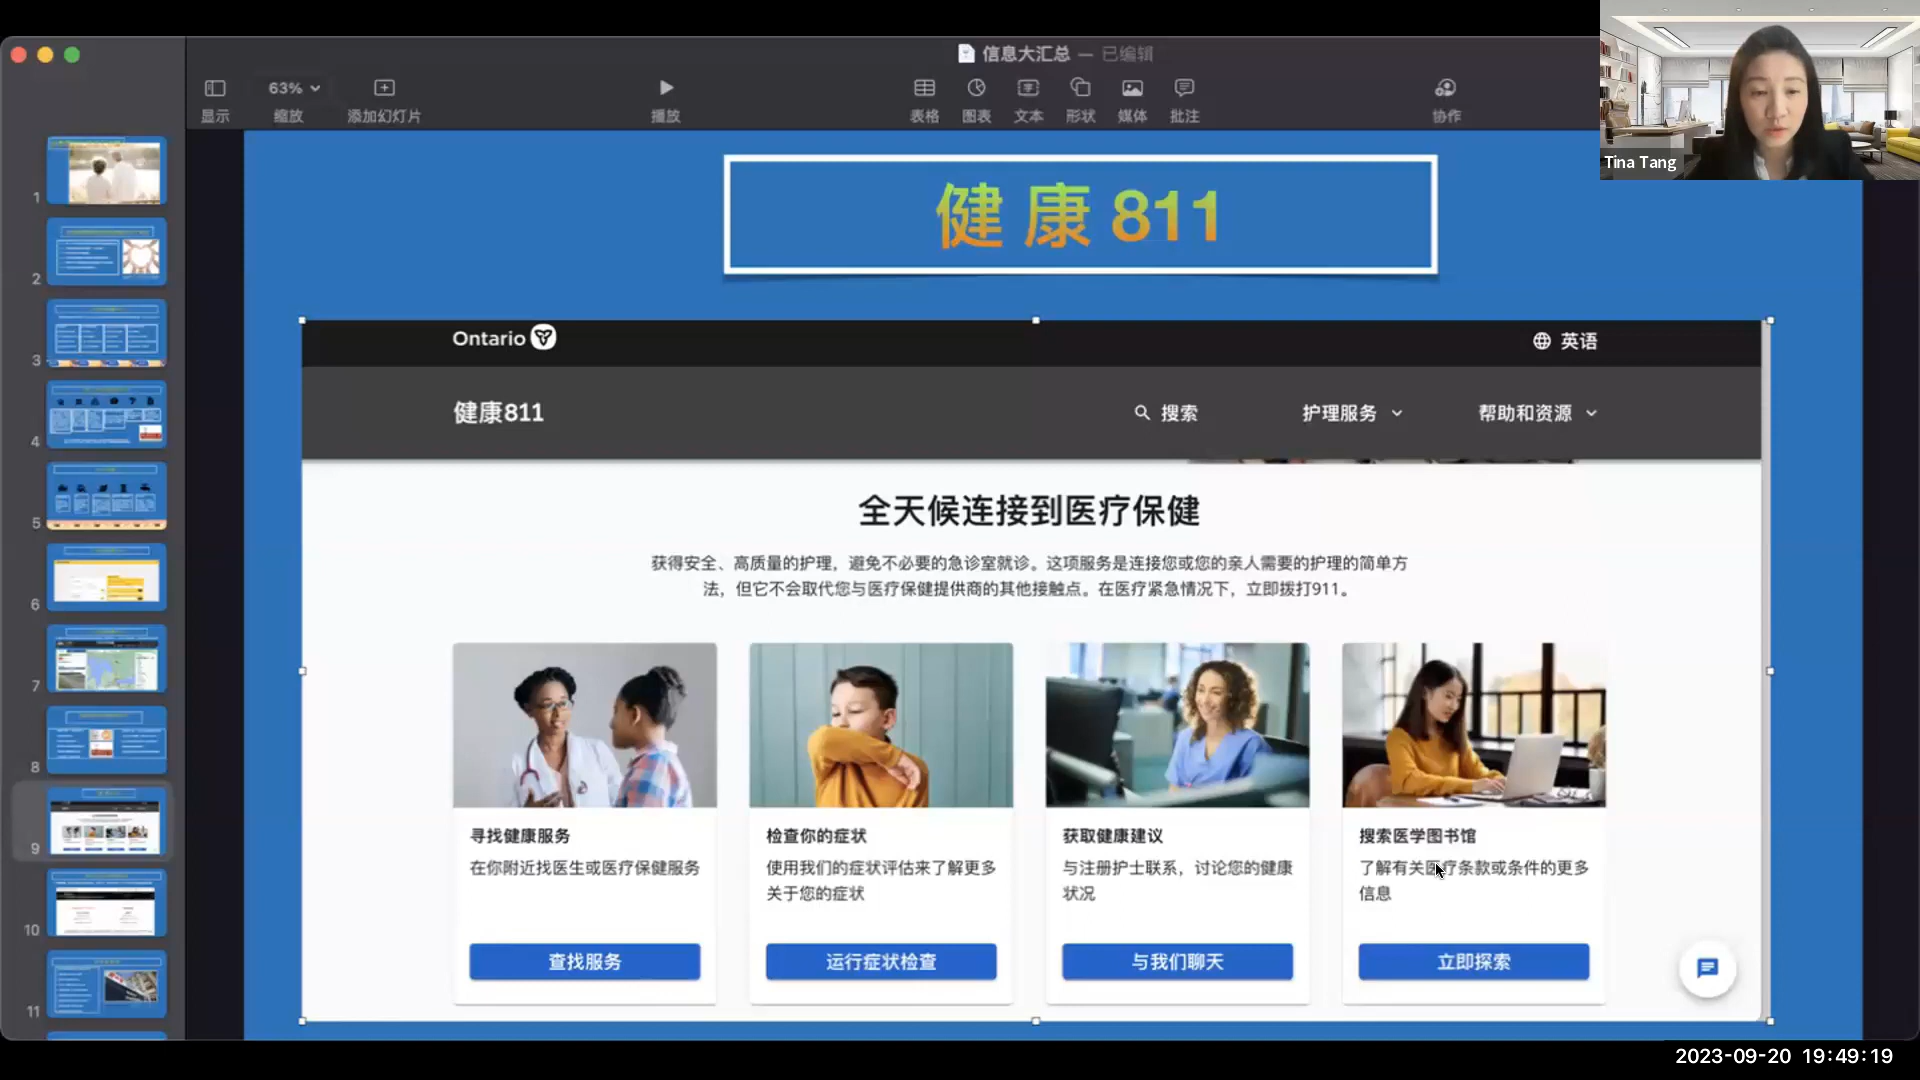 信息大汇总 — 已编辑
63%
显示
缩放
添加幻灯片
播放
表格
图表
文本
形状
媒体
批注
协作
Tina Tang
健康 811
Ontario
英语
健康811
搜索
护理服务
帮助和资源
全天候连接到医疗保健
获得安全、高质量的护理，避免不必要的急诊室就诊。这项服务是连接您或您的亲人需要的护理的简单方
法，但它不会取代您与医疗保健提供商的其他接触点。在医疗紧急情况下，立即拨打911。
寻找健康服务
在你附近找医生或医疗保健服务
查找服务
检查你的症状
使用我们的症状评估来了解更多
关于您的症状
运行症状检查
获取健康建议
与注册护士联系，讨论您的健康
状况
与我们聊天
搜索医学图书馆
了解有关医疗条款或条件的更多
信息
立即探索
1
2
3
4
5
6
7
8
9
10
11
2023-09-20 19:49:19